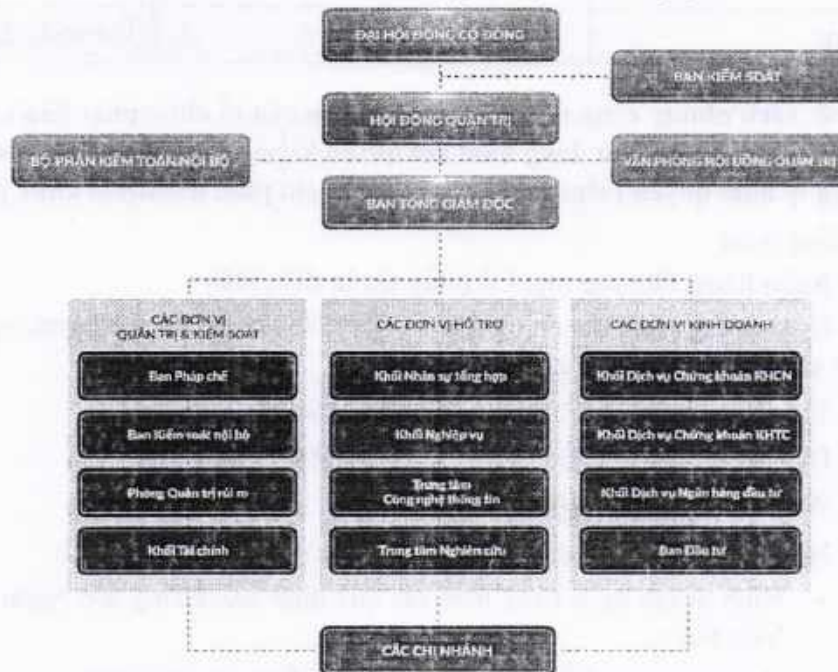 ĐẠI HỘI ĐỒNG CỔ ĐÔNG
BAN KIỂM SOÁT
HỘI ĐỒNG QUẢN TRỊ
BỘ PHẬN KIỂM TOÁN NỘI BỘ
VĂN PHÒNG HỘI ĐỒNG QUẢN TRỊ
BAN TỔNG GIÁM ĐỐC
CÁC ĐƠN VỊ
QUẢN TRỊ & KIỂM SOÁT
CÁC ĐƠN VỊ HỖ TRỢ
CÁC ĐƠN VỊ KINH DOANH
Ban Pháp chế
Khối Nhân sự tổng hợp
Khối Dịch vụ Chứng khoán KHCN
Ban Kiểm soát nội bộ
Khối Nghiệp vụ
Khối Dịch vụ Chứng khoán KHTC
Phòng Quản trị rủi ro
Trung tâm
Công nghệ thông tin
Khối Dịch vụ Ngân hàng đầu tư
Khối Tài chính
Trung tâm Nghiên cứu
Ban Đầu tư
CÁC CHI NHÁNH